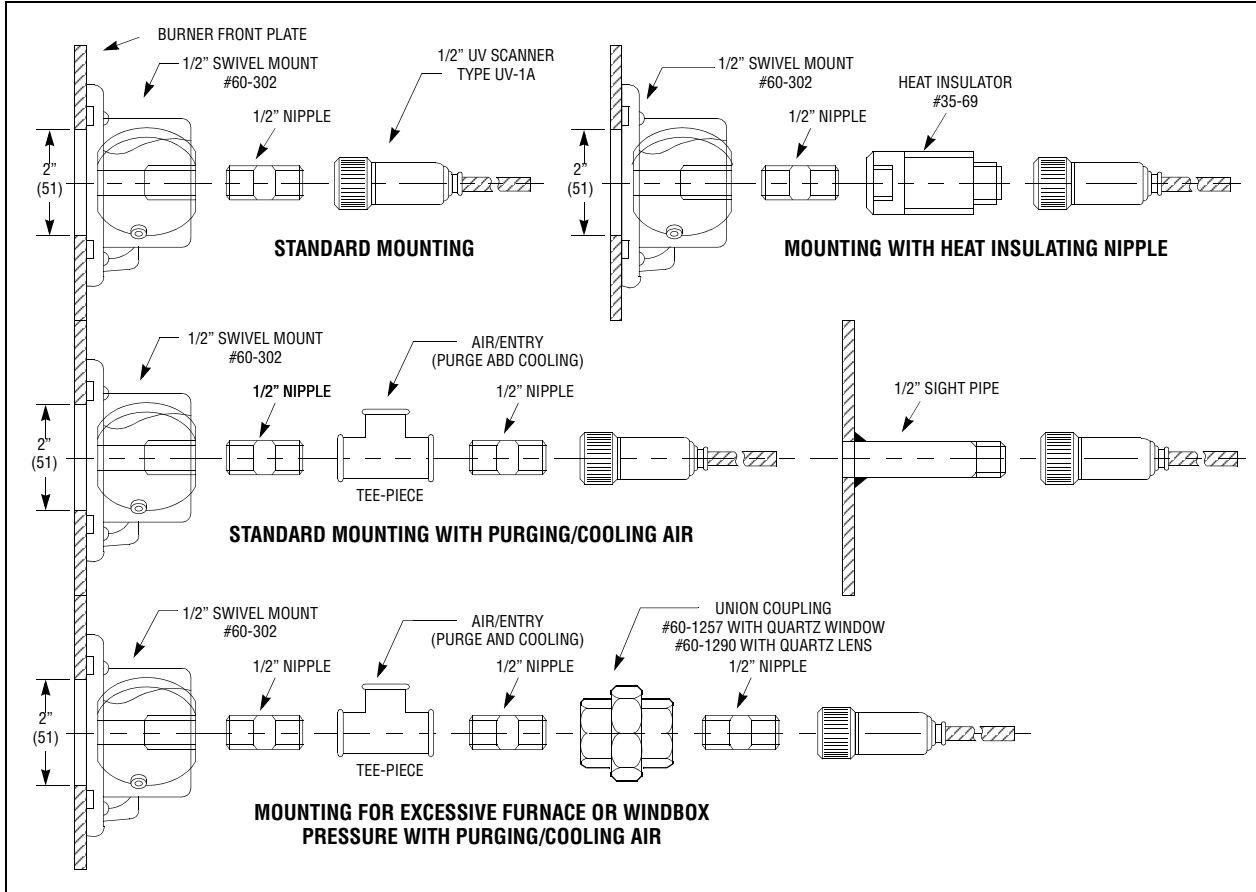 BURNER FRONT PLATE
1/2” SWIVEL MOUNT
#60-302
1/2” NIPPLE
1/2” UV SCANNER
TYPE UV-1A
2”
(51)
STANDARD MOUNTING
1/2” SWIVEL MOUNT
#60-302
1/2” NIPPLE
HEAT INSULATOR
#35-69
2”
(51)
MOUNTING WITH HEAT INSULATING NIPPLE
1/2” SWIVEL MOUNT
#60-302
1/2” NIPPLE
AIR/ENTRY
(PURGE ABD COOLING)
1/2” NIPPLE
2”
(51)
TEE-PIECE
STANDARD MOUNTING WITH PURGING/COOLING AIR
1/2” SIGHT PIPE
1/2” SWIVEL MOUNT
#60-302
1/2” NIPPLE
AIR/ENTRY
(PURGE AND COOLING)
1/2” NIPPLE
UNION COUPLING
#60-1257 WITH QUARTZ WINDOW
#60-1290 WITH QUARTZ LENS
1/2” NIPPLE
2”
(51)
TEE-PIECE
MOUNTING FOR EXCESSIVE FURNACE OR WINDBOX
PRESSURE WITH PURGING/COOLING AIR